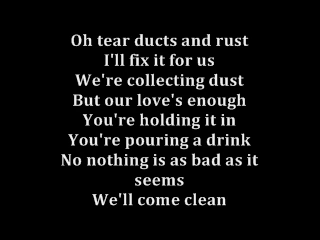 Oh tear ducts and rust
I'll fix it for us
We're collecting dust
But our love's enough
You're holding it in
You're pouring a drink
No nothing is as bad as it
seems
We'll come clean